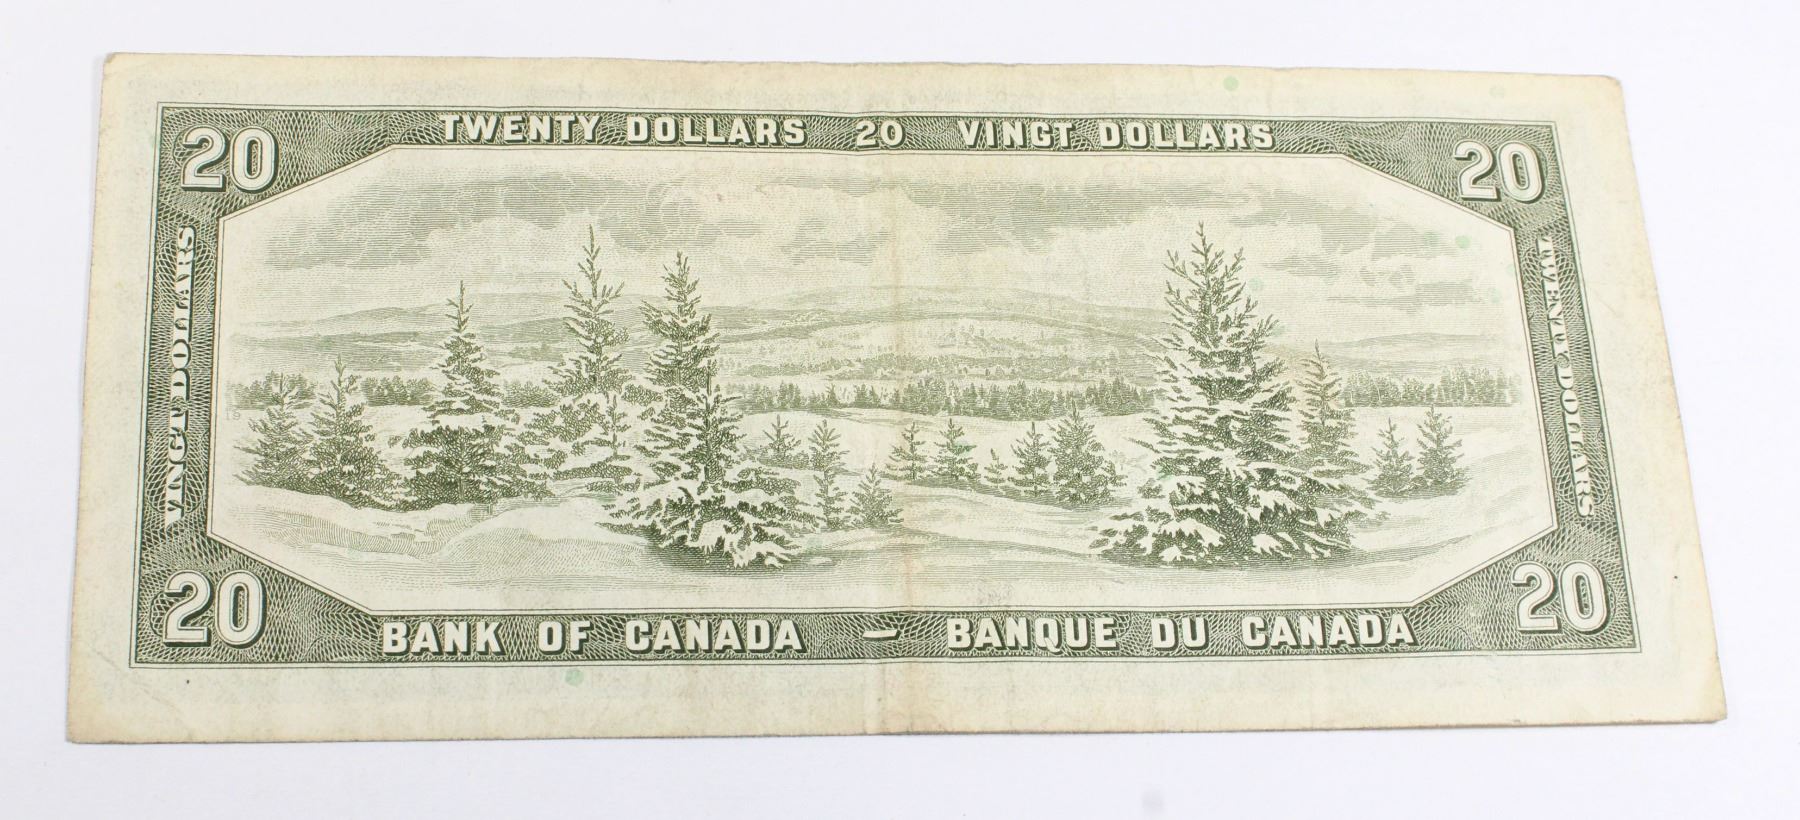 TWENTY DOLLARS 20 VINGT DOLLARS
20
20
VINGT DOLLARS
TWENTY DOLLARS
20
20
BANK OF CANADA — BANQUE DU CANADA